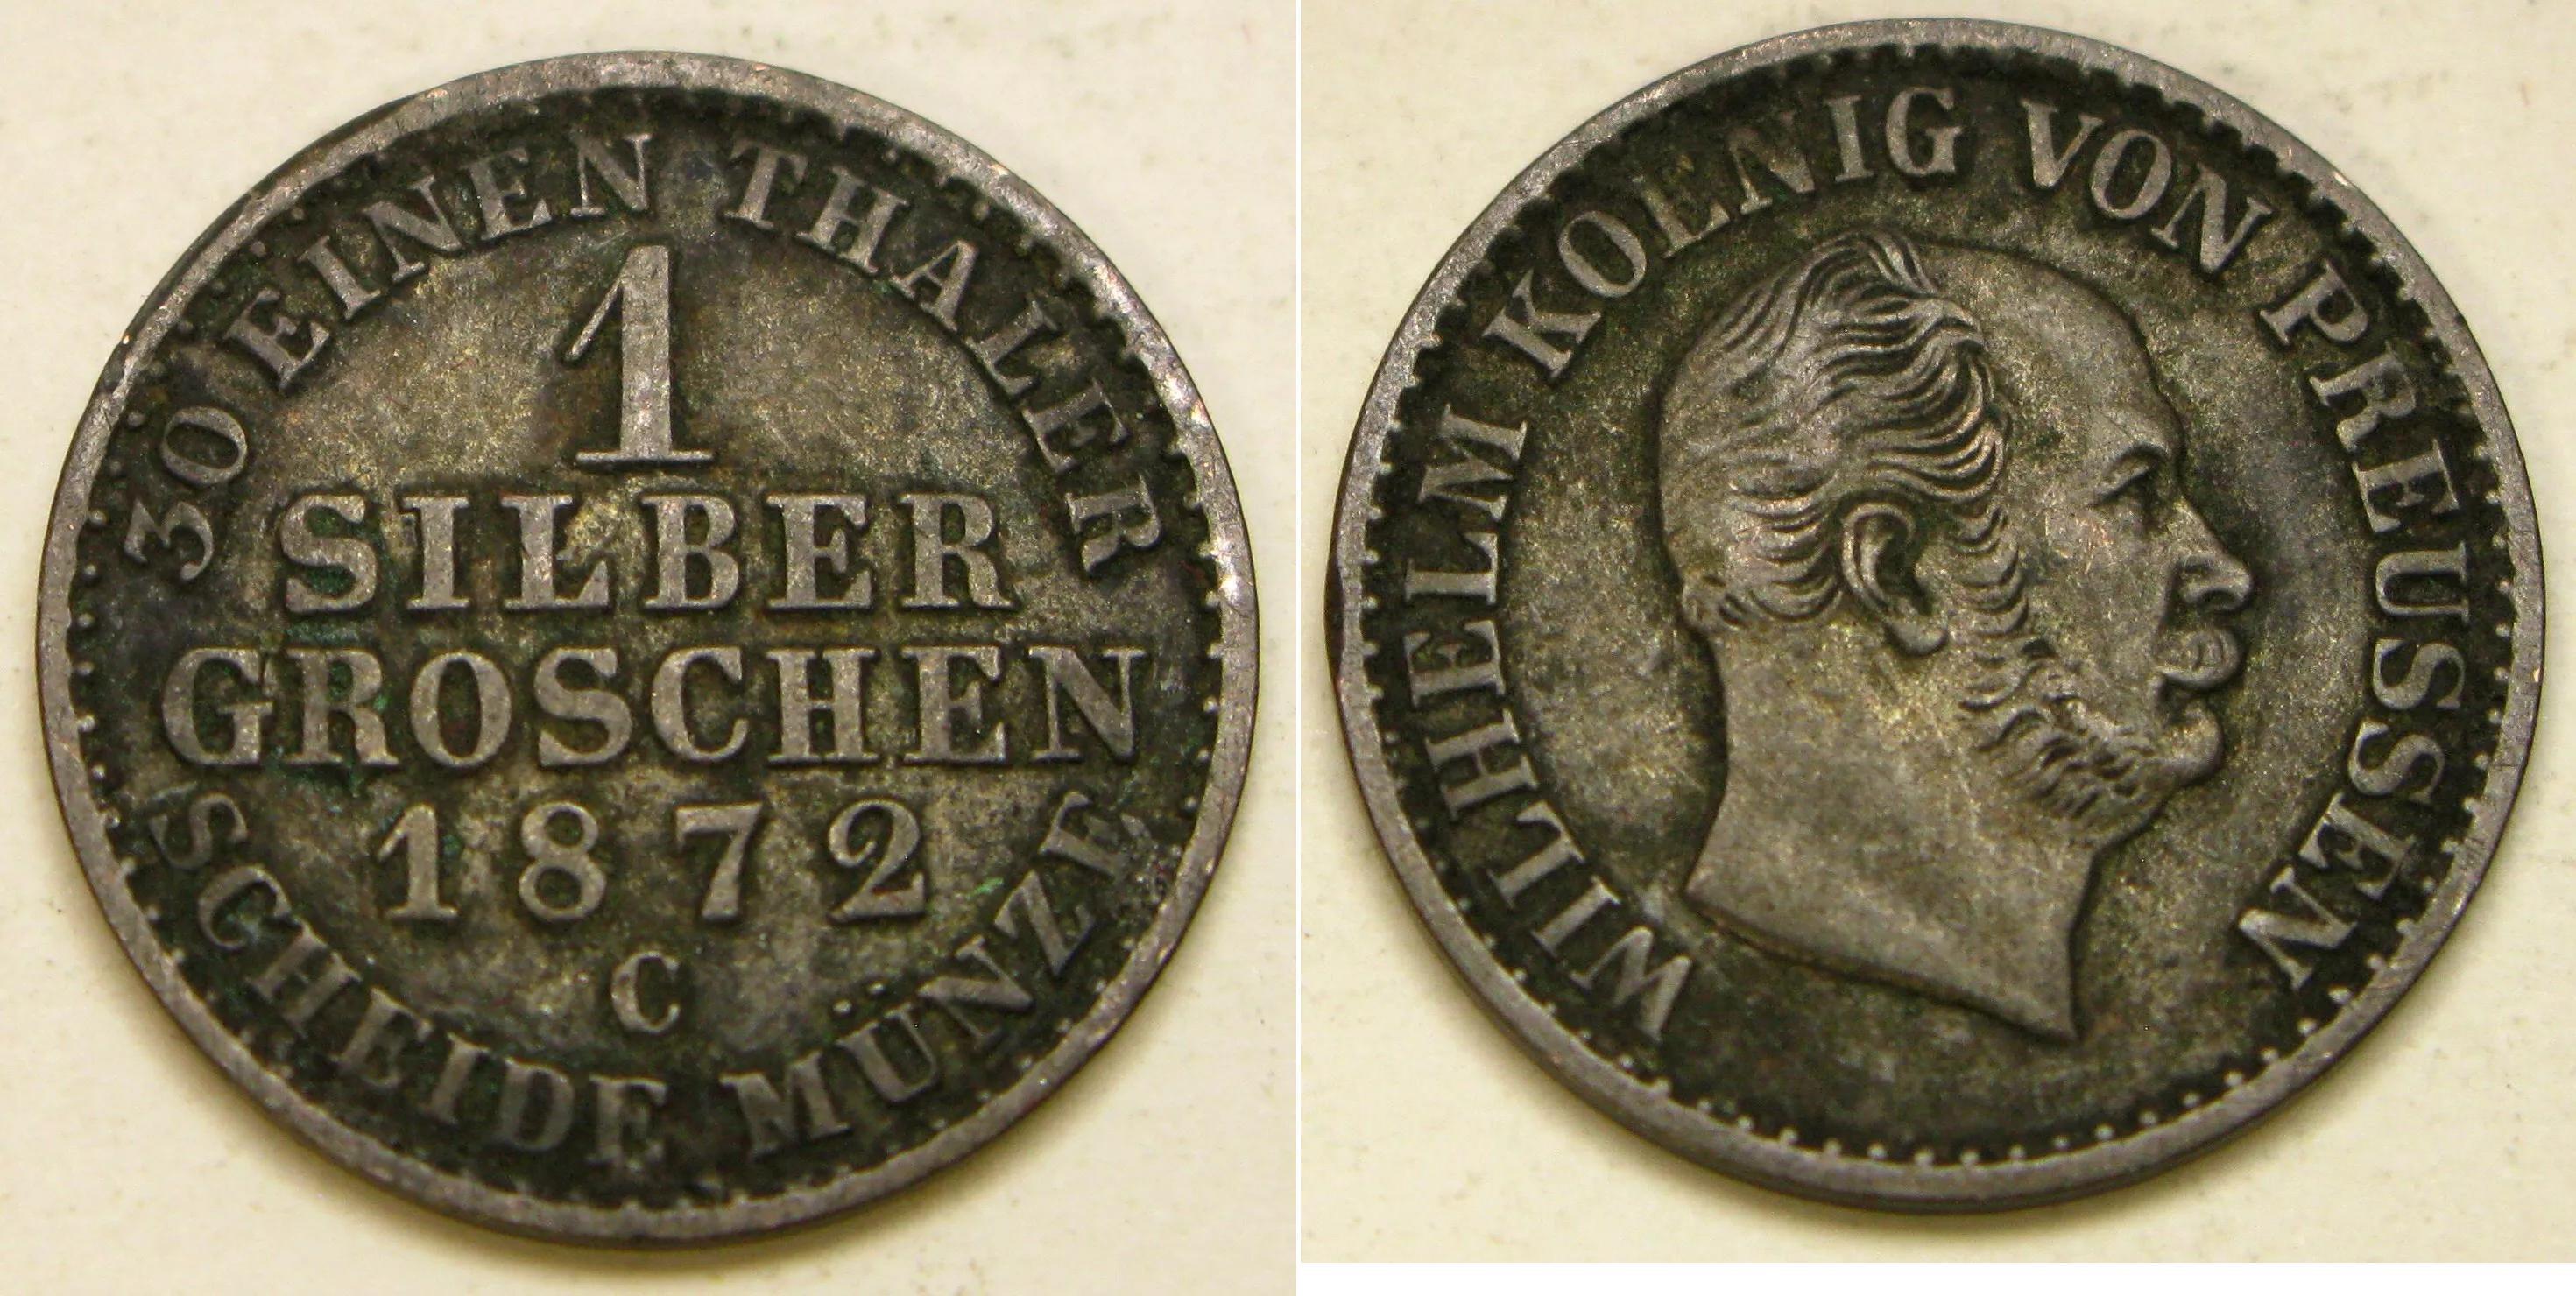 30 EINEN THALER
1
SILBER
GROSCHEN
1872
C
SCHEIDE MÜNZE
WILHELM KOENIG VON PREUSSEN